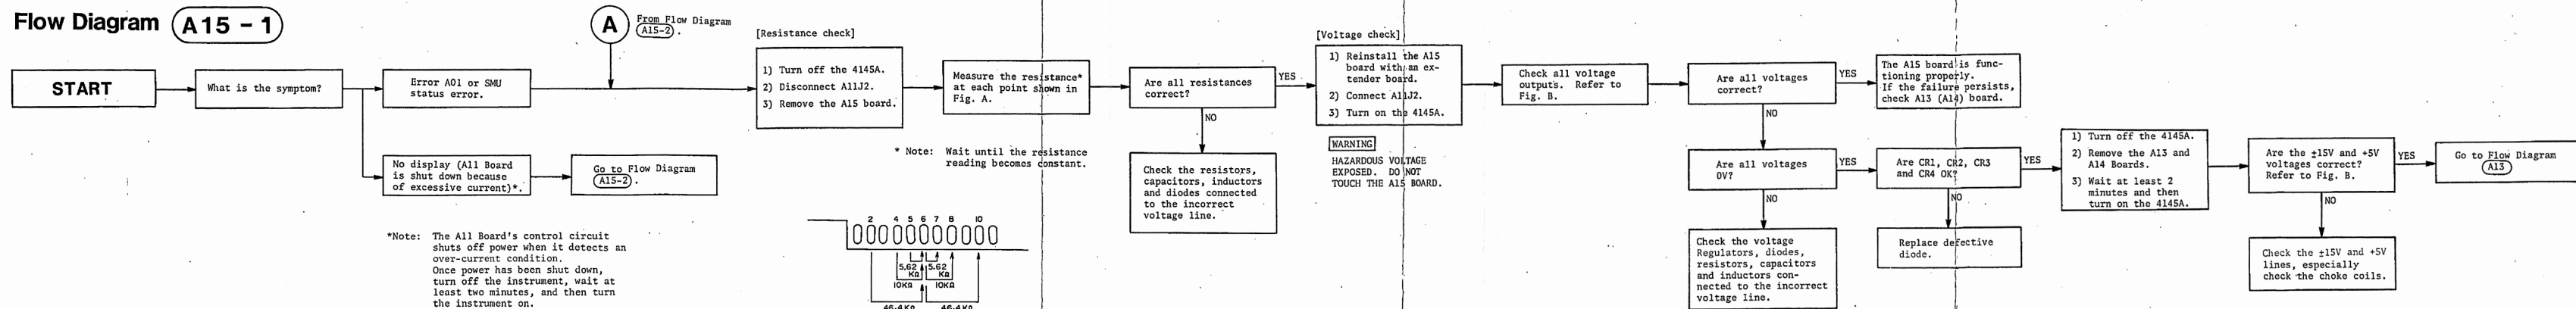 Flow Diagram A15 - 1
A
From Flow Diagram
A15-2 .
START
What is the symptom?
Error A01 or SMU
status error.
No display (A11 Board
is shut down because
of excessive current)*.
Go to Flow Diagram
A15-2 .
*Note: The A11 Board's control circuit
shuts off power when it detects an
over-current condition.
Once power has been shut down,
turn off the instrument, wait at
least two minutes, and then turn
the instrument on.
[Resistance check]
1) Turn off the 4145A.
2) Disconnect A11J2.
3) Remove the A15 board.
Measure the resistance*
at each point shown in
Fig. A.
* Note: Wait until the resistance
reading becomes constant.
2 4 5 6 7 8 10
5.62 5.62
KΩ KΩ
10KΩ 10KΩ
46.4KΩ 46.4KΩ
Are all resistances
correct?
YES
NO
Check the resistors,
capacitors, inductors
and diodes connected
to the incorrect
voltage line.
[Voltage check]
1) Reinstall the A15
board with an ex-
tender board.
2) Connect A11J2.
3) Turn on the 4145A.
WARNING
HAZARDOUS VOLTAGE
EXPOSED. DO NOT
TOUCH THE A15 BOARD.
Check all voltage
outputs. Refer to
Fig. B.
Are all voltages
correct?
YES
The A15 board is func-
tioning properly.
If the failure persists,
check A13 (A14) board.
NO
Are all voltages
0V?
YES
NO
Check the voltage
Regulators, diodes,
resistors, capacitors
and inductors con-
nected to the incorrect
voltage line.
Are CR1, CR2, CR3
and CR4 OK?
YES
NO
Replace defective
diode.
1) Turn off the 4145A.
2) Remove the A13 and
A14 Boards.
3) Wait at least 2
minutes and then
turn on the 4145A.
Are the ±15V and +5V
voltages correct?
Refer to Fig. B.
YES
NO
Check the ±15V and +5V
lines, especially
check the choke coils.
Go to Flow Diagram
A13